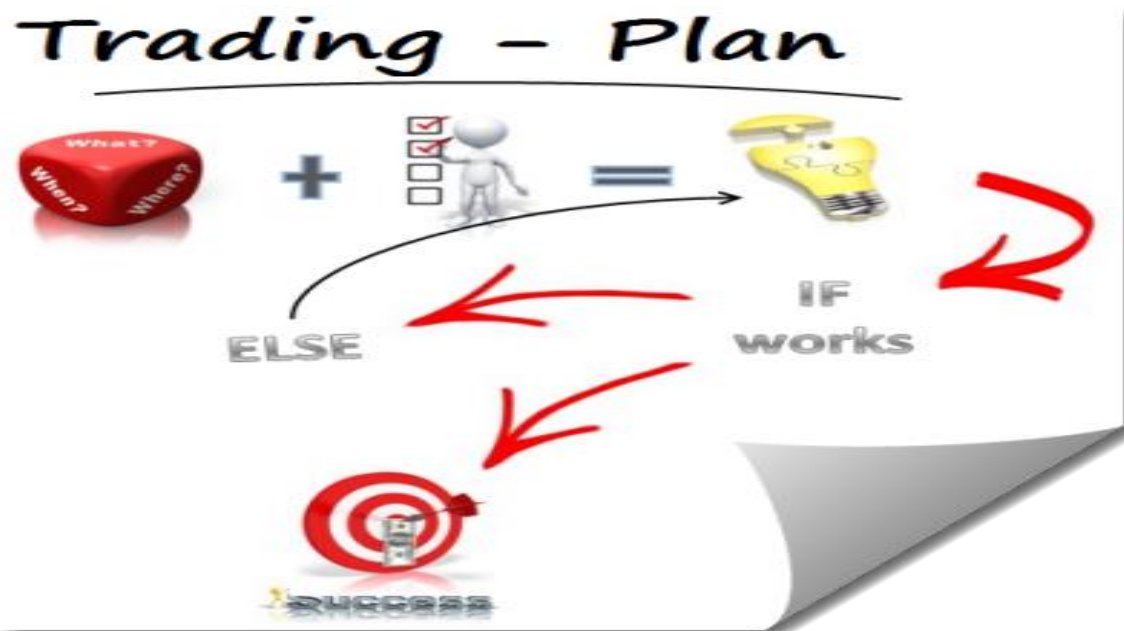 Trading - Plan
What?
When?
Where?
+
=
IF
works
ELSE
success